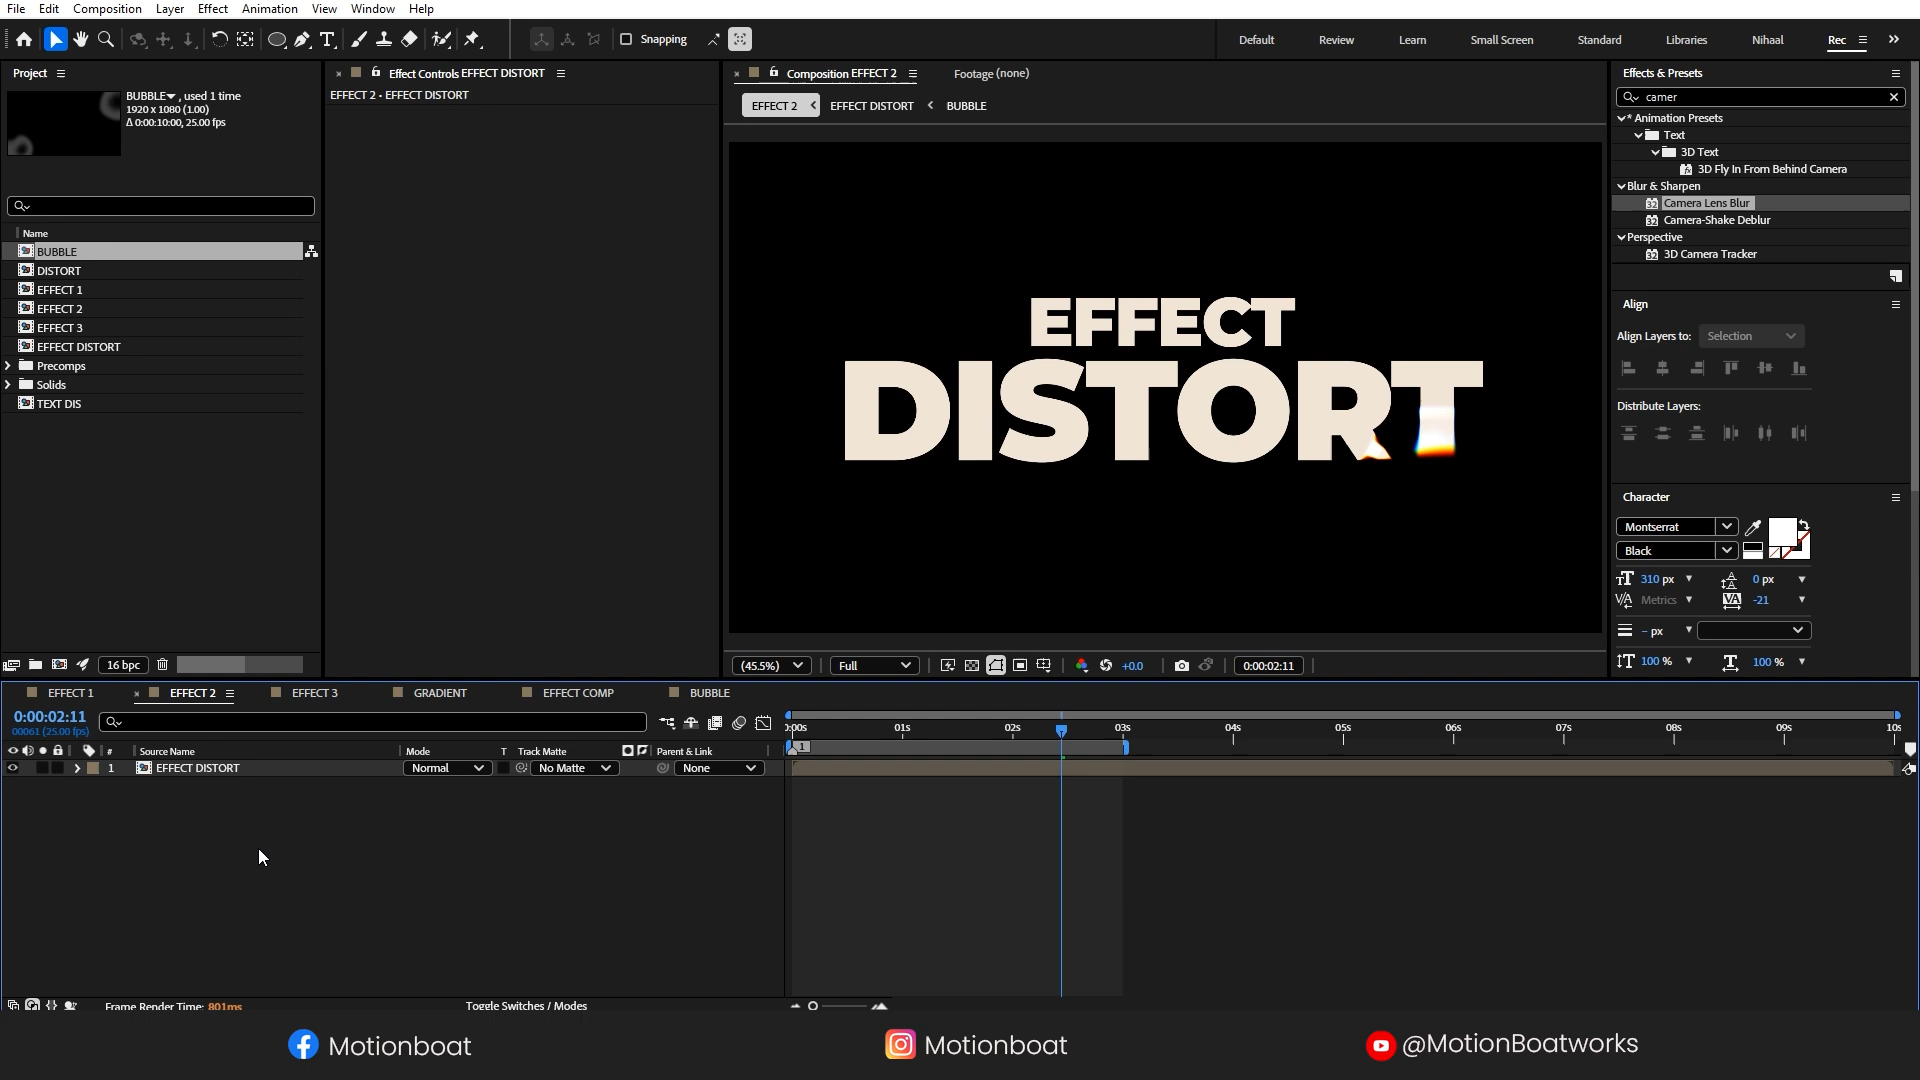 File Edit Composition Layer Effect Animation View Window Help
Snapping
Default Review Learn Small Screen Standard Libraries Nihaal Rec
Project
BUBBLE , used 1 time
1920 x 1080 (1.00)
Δ 0:00:10:00, 25.00 fps
Name
BUBBLE
DISTORT
EFFECT 1
EFFECT 2
EFFECT 3
EFFECT DISTORT
Precomps
Solids
TEXT DIS
16 bpc
Effect Controls EFFECT DISTORT
EFFECT 2 • EFFECT DISTORT
Composition EFFECT 2 Footage (none)
EFFECT 2 EFFECT DISTORT BUBBLE
EFFECT
DISTORT
(45.5%) Full +0.0 0:00:02:11
Effects & Presets
camer
* Animation Presets
Text
3D Text
3D Fly In From Behind Camera
Blur & Sharpen
Camera Lens Blur
Camera-Shake Deblur
Perspective
3D Camera Tracker
Align
Align Layers to: Selection
Distribute Layers:
Character
Montserrat
Black
310 px 0 px
Metrics -21
- px
100 % 100 %
EFFECT 1 EFFECT 2 EFFECT 3 GRADIENT EFFECT COMP BUBBLE
0:00:02:11
00061 (25.00 fps)
# Source Name Mode T Track Matte Parent & Link
1 EFFECT DISTORT Normal No Matte None
:00s 01s 02s 03s 04s 05s 06s 07s 08s 09s 10s
1
Frame Render Time: 801ms Toggle Switches / Modes
Motionboat Motionboat @MotionBoatworks